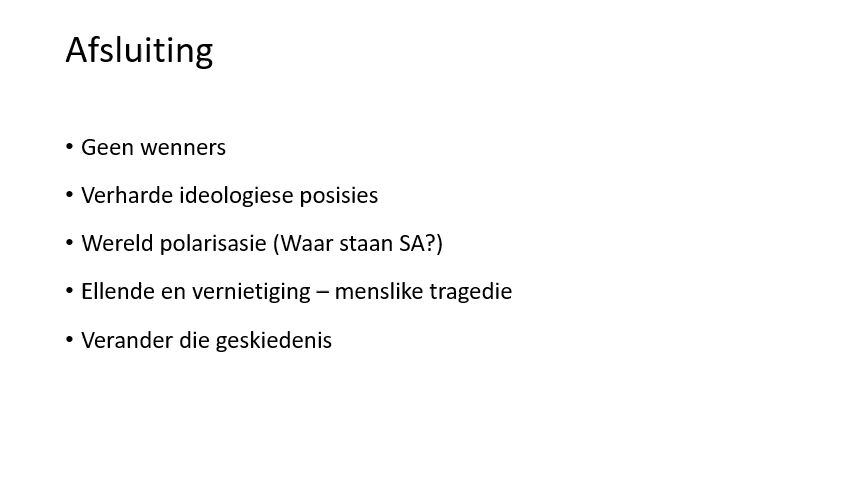 Afsluiting
• Geen wenners
• Verharde ideologiese posisies
• Wereld polarisasie (Waar staan SA?)
• Ellende en vernietiging – menslike tragedie
• Verander die geskiedenis